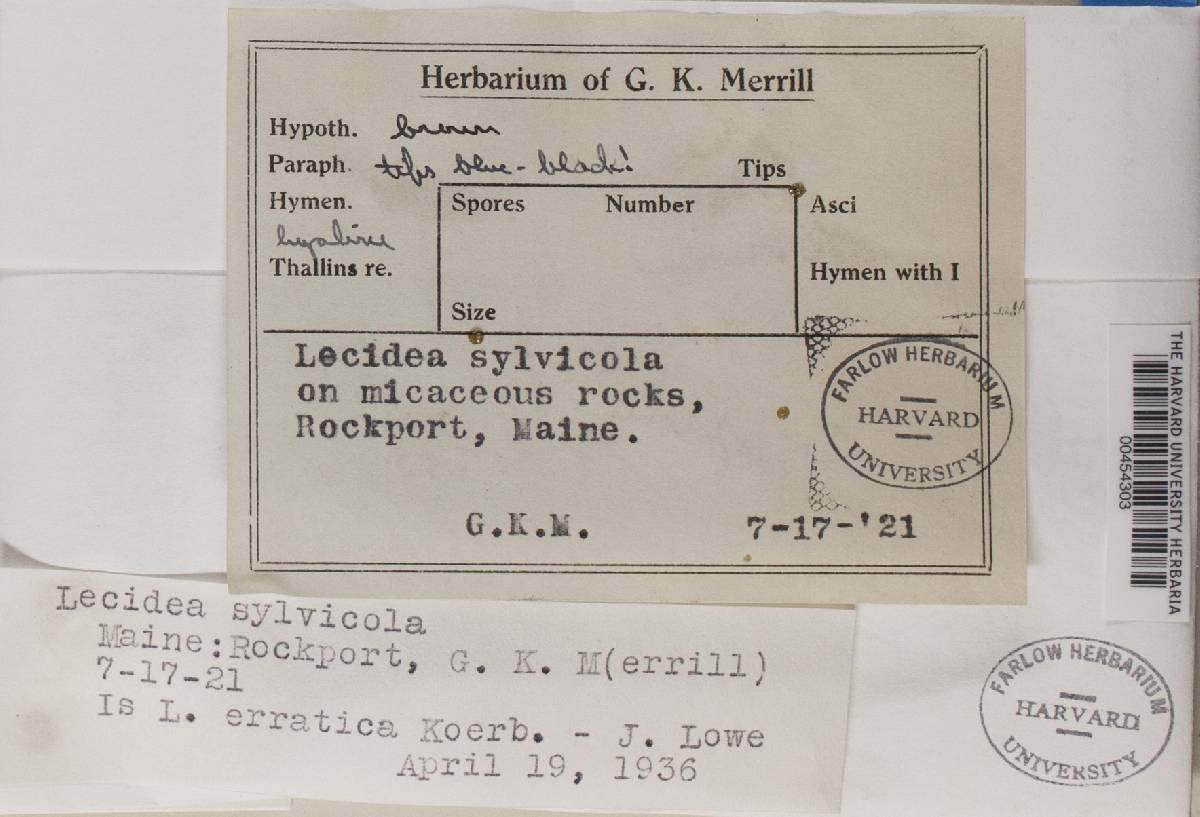 Herbarium of G. K. Merrill
Hypoth. brown
Paraph. tips blue-black! Tips
Hymen. Spores Number Asci
hyaline
Thallins re. Hymen with I
Size
Lecidea sylvicola
on micaceous rocks,
Rockport, Maine.
G.K.M. 7-17-'21
FARLOW HERBARIUM
HARVARD
UNIVERSITY
THE HARVARD UNIVERSITY HERBARIA
00454303
Lecidea sylvicola
Maine:Rockport, G. K. M(errill)
7-17-21
Is L. erratica Koerb. - J. Lowe
April 19, 1936
FARLOW HERBARIUM
HARVARD
UNIVERSITY